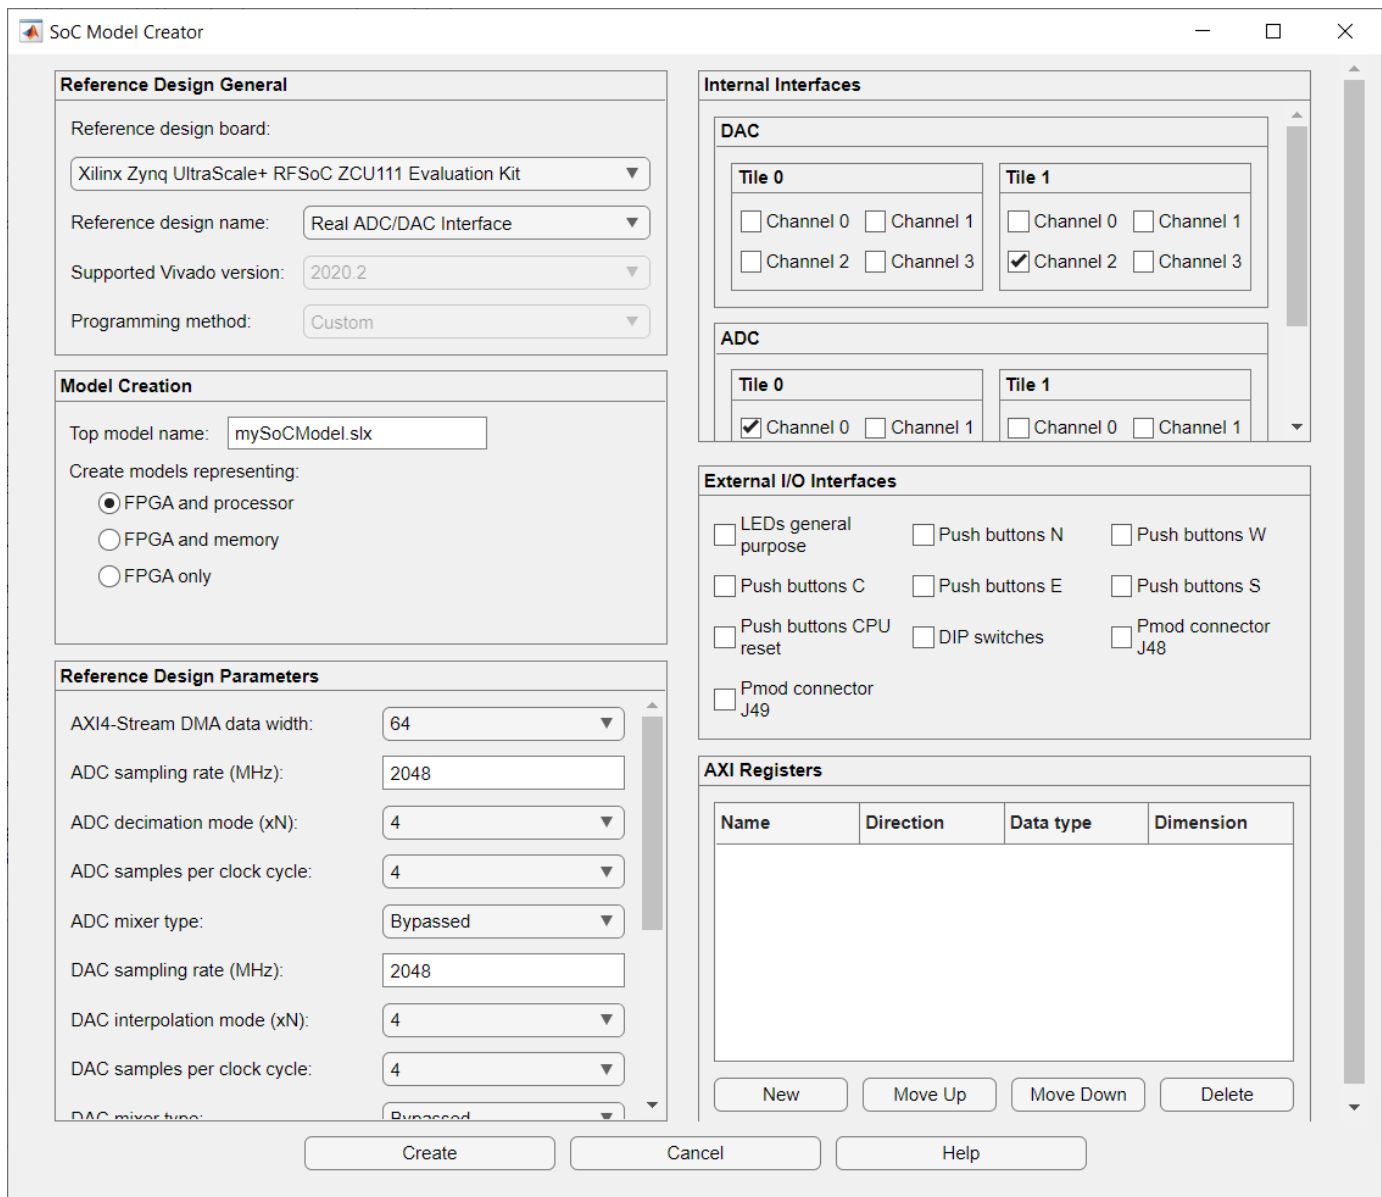 SoC Model Creator
Reference Design General
Reference design board:
Xilinx Zynq UltraScale+ RFSoC ZCU111 Evaluation Kit
Reference design name: Real ADC/DAC Interface
Supported Vivado version: 2020.2
Programming method: Custom
Model Creation
Top model name: mySoCModel.slx
Create models representing:
FPGA and processor
FPGA and memory
FPGA only
Reference Design Parameters
AXI4-Stream DMA data width: 64
ADC sampling rate (MHz): 2048
ADC decimation mode (xN): 4
ADC samples per clock cycle: 4
ADC mixer type: Bypassed
DAC sampling rate (MHz): 2048
DAC interpolation mode (xN): 4
DAC samples per clock cycle: 4
DAC mixer type: Bypassed
Internal Interfaces
DAC
Tile 0 Tile 1
Channel 0 Channel 1 Channel 0 Channel 1
Channel 2 Channel 3 Channel 2 Channel 3
ADC
Tile 0 Tile 1
Channel 0 Channel 1 Channel 0 Channel 1
External I/O Interfaces
LEDs general
purpose
Push buttons N
Push buttons W
Push buttons C
Push buttons E
Push buttons S
Push buttons CPU
reset
DIP switches
Pmod connector
J48
Pmod connector
J49
AXI Registers
Name Direction Data type Dimension
New Move Up Move Down Delete
Create Cancel Help